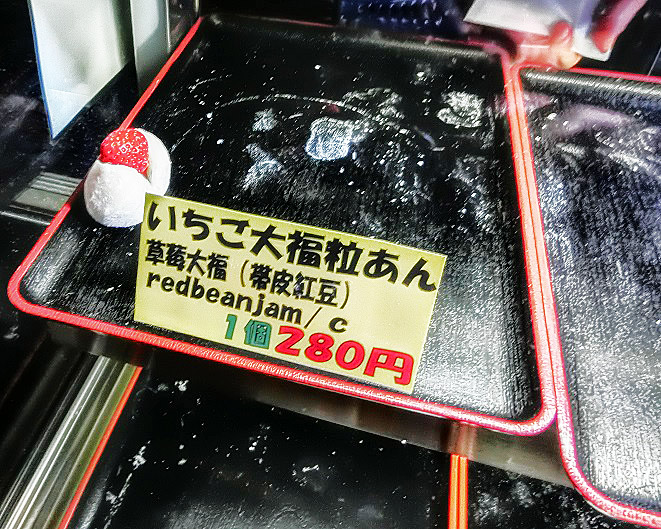 いちご大福粒あん
草莓大福（帯皮紅豆）
redbeanjam/c
1個280円